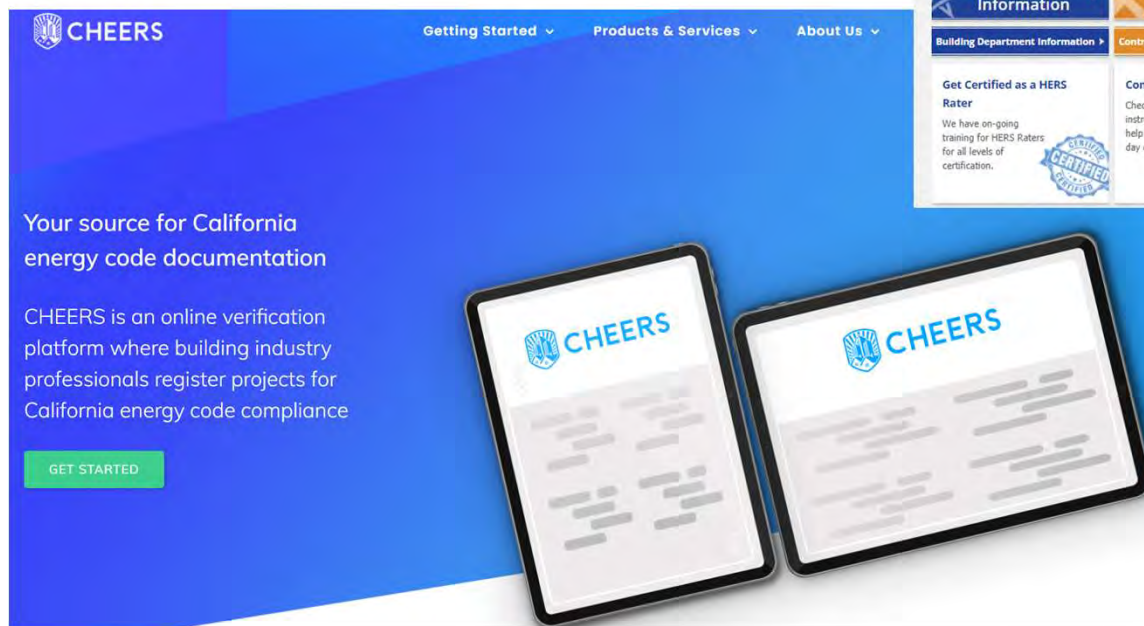 CHEERS
Getting Started
Products & Services
About Us
Information
Building Department Information
Get Certified as a HERS
Rater
We have on-going
training for HERS Raters
for all levels of
certification.
CERTIFIED
CERTIFIED
CERTIFIED
Your source for California
energy code documentation
CHEERS is an online verification
platform where building industry
professionals register projects for
California energy code compliance
GET STARTED
CHEERS
CHEERS